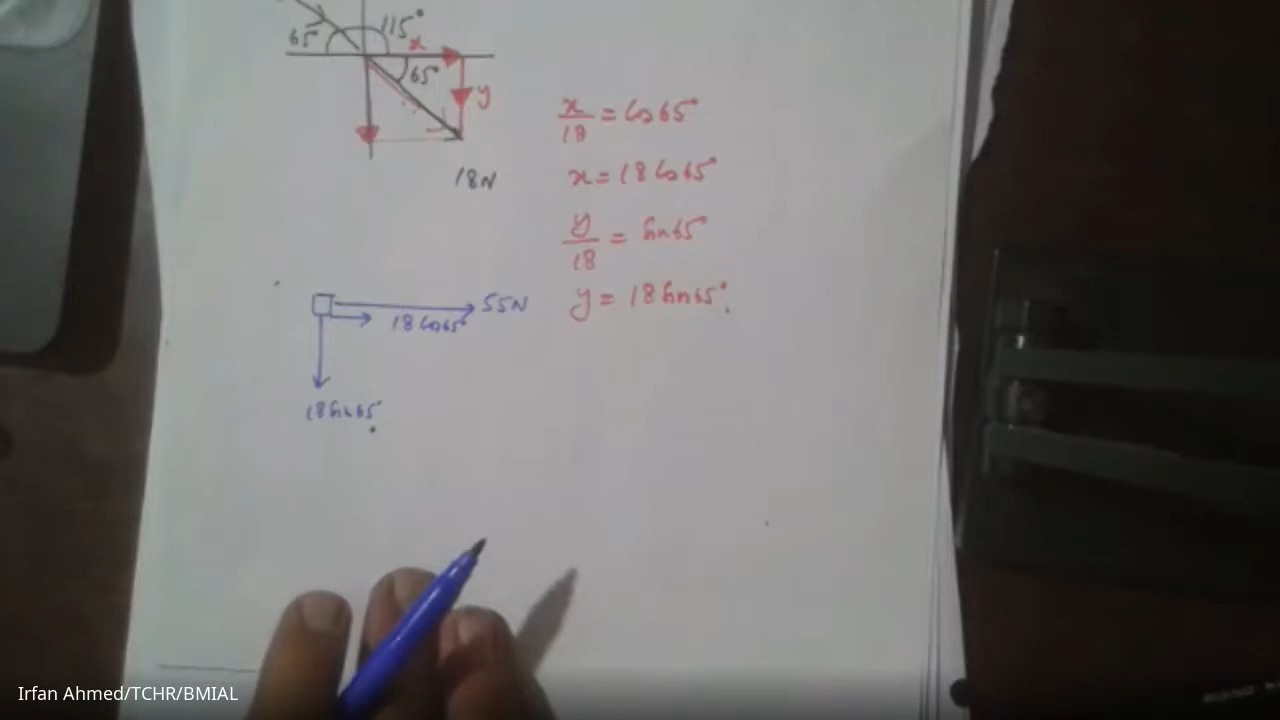 65°
115°
x
65°
y
18N
x/18 = Cos65°
x = 18 Cos65°
y/18 = Sin65°
y = 18 Sin65°.
55N
18 Cos65°
18 Sin65°
Irfan Ahmed/TCHR/BMIAL